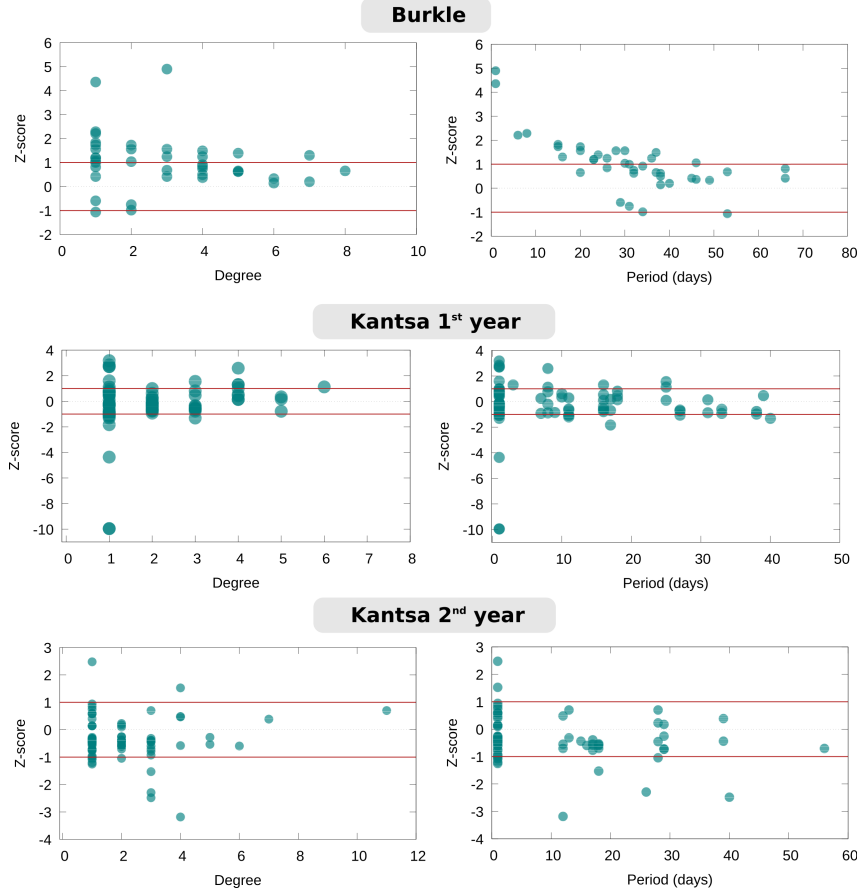 Burkle
6
5
4
3
2
1
0
-1
-2
Z-score
0 2 4 6 8 10
Degree
6
5
4
3
2
1
0
-1
-2
Z-score
0 10 20 30 40 50 60 70 80
Period (days)
Kantsa 1st year
4
2
0
-2
-4
-6
-8
-10
Z-score
0 1 2 3 4 5 6 7 8
Degree
4
2
0
-2
-4
-6
-8
-10
Z-score
0 10 20 30 40 50
Period (days)
Kantsa 2nd year
3
2
1
0
-1
-2
-3
-4
Z-score
0 2 4 6 8 10 12
Degree
3
2
1
0
-1
-2
-3
-4
Z-score
0 10 20 30 40 50 60
Period (days)